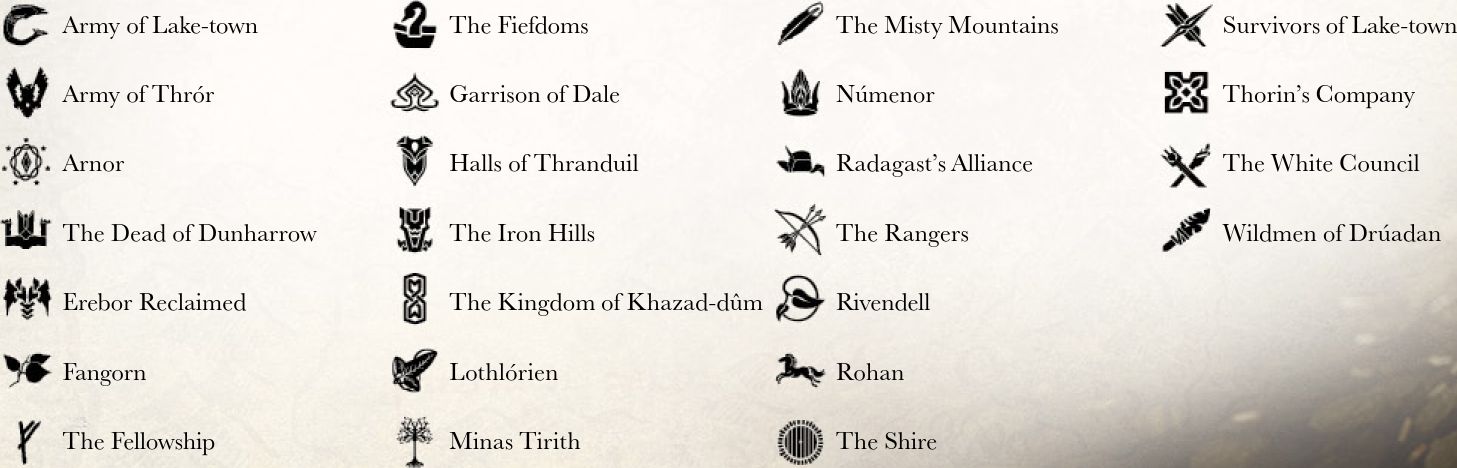 Army of Lake-town
Army of Thrór
Arnor
The Dead of Dunharrow
Erebor Reclaimed
Fangorn
The Fellowship
The Fiefdoms
Garrison of Dale
Halls of Thranduil
The Iron Hills
The Kingdom of Khazad-dûm
Lothlórien
Minas Tirith
The Misty Mountains
Númenor
Radagast's Alliance
The Rangers
Rivendell
Rohan
The Shire
Survivors of Lake-town
Thorin's Company
The White Council
Wildmen of Drúadan